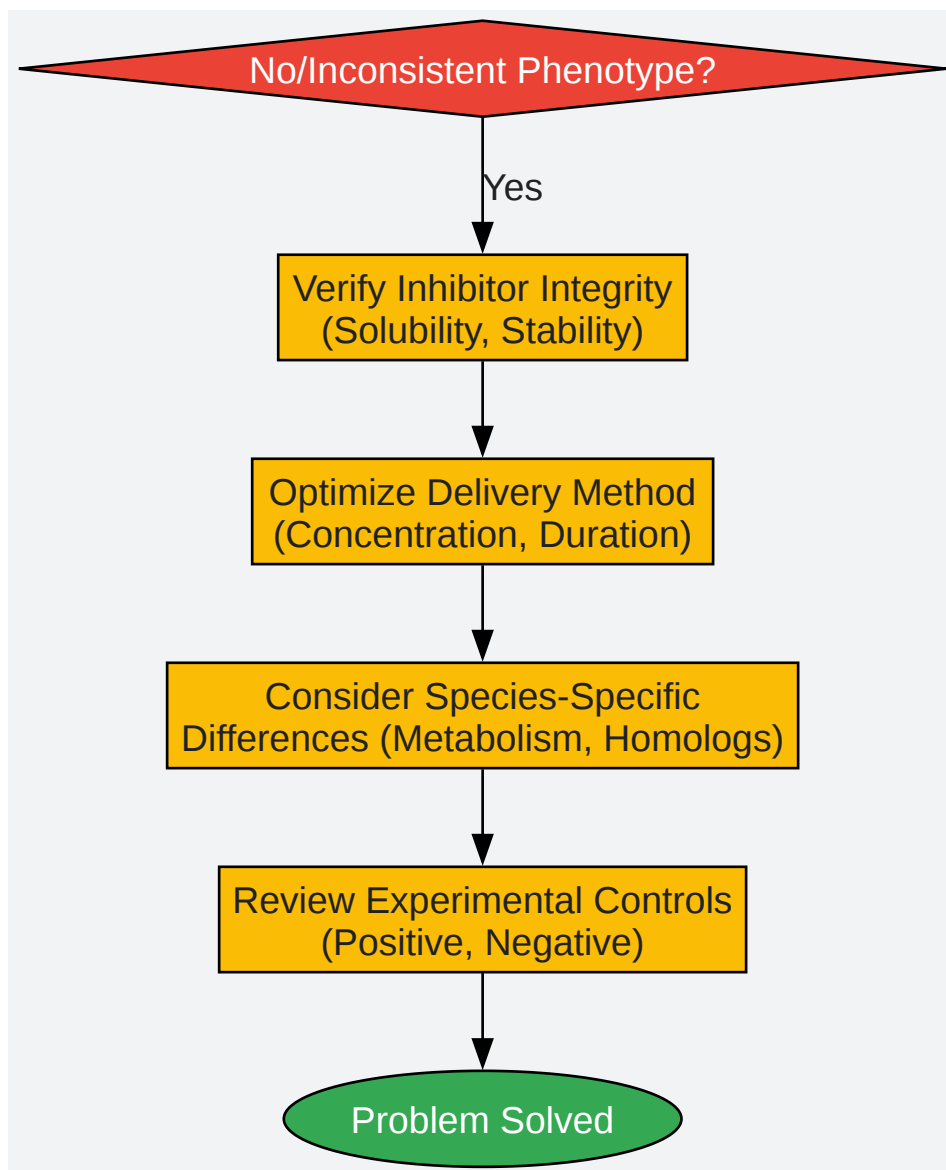 No/Inconsistent Phenotype?
Yes
Verify Inhibitor Integrity
(Solubility, Stability)
Optimize Delivery Method
(Concentration, Duration)
Consider Species-Specific
Differences (Metabolism, Homologs)
Review Experimental Controls
(Positive, Negative)
Problem Solved